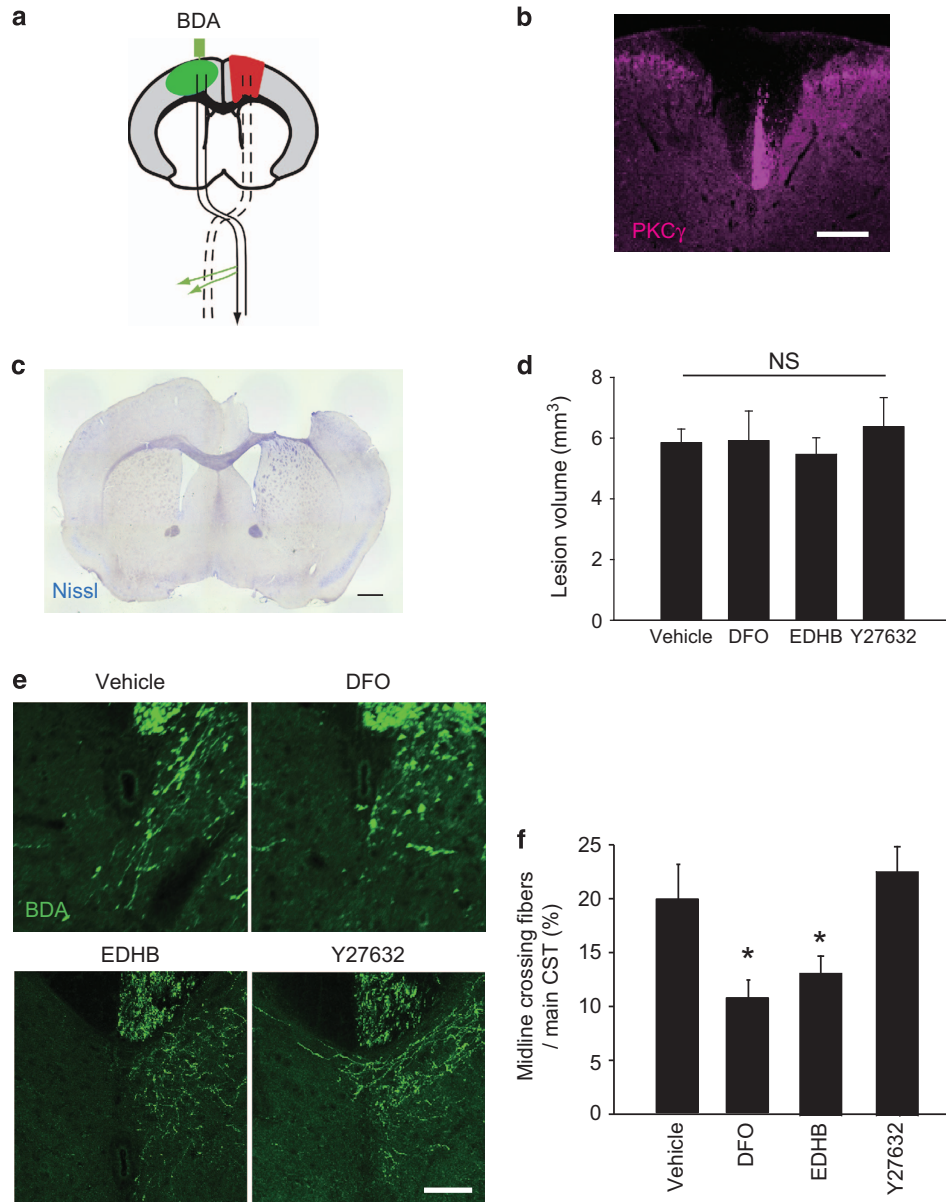 a
BDA
b
PKCγ
c
Nissl
d
NS
Lesion volume (mm³)
8
6
4
2
0
Vehicle DFO EDHB Y27632
e
Vehicle DFO
BDA
EDHB Y27632
f
Midline crossing fibers
/ main CST (%)
25
20
15
10
5
0
* *
Vehicle
DFO
EDHB
Y27632